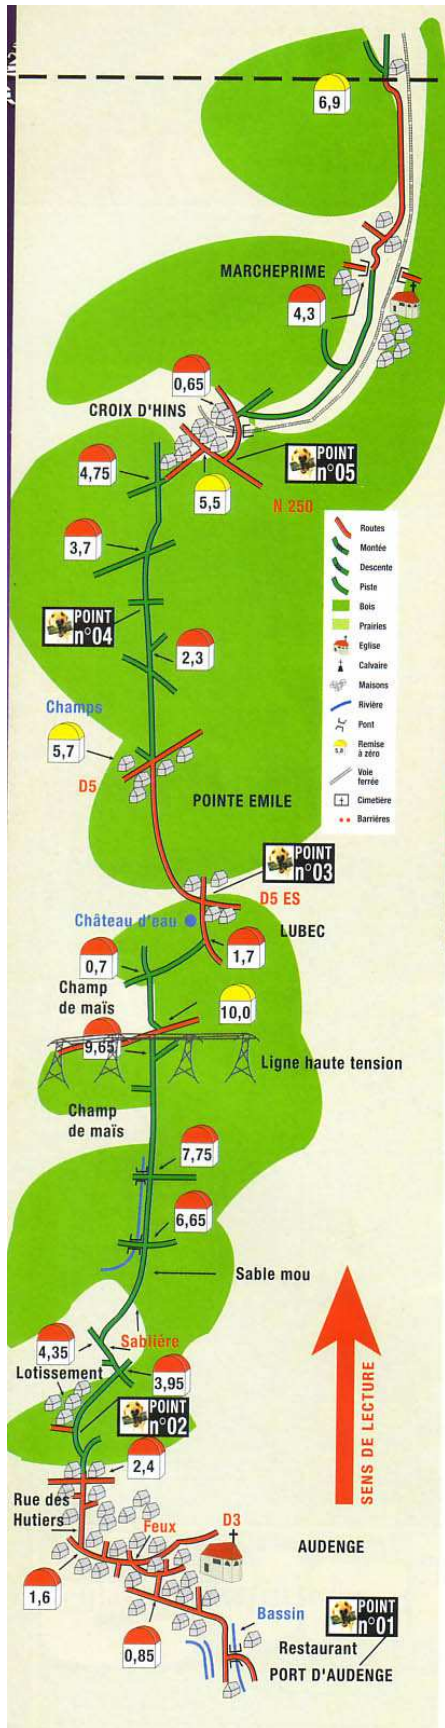 6,9
MARCHEPRIME
4,3
0,65
CROIX D'HINS
4,75
5,5
POINT
n°05
N 250
3,7
POINT
n°04
2,3
Champs
5,7
D5
POINTE EMILE
Routes
Montée
Descente
Piste
Bois
Prairies
Eglise
Calvaire
Maisons
Rivière
Pont
Remise
à zéro
5,8
Voie
ferrée
Cimetière
Barrières
POINT
n°03
D5 ES
Château d'eau
LUBEC
1,7
0,7
Champ
de maïs
10,0
9,65
Ligne haute tension
Champ
de maïs
7,75
6,65
Sable mou
Sablière
4,35
Lotissement
3,95
POINT
n°02
SENS DE LECTURE
2,4
Rue des
Hutiers
Feux
D3
AUDENGE
1,6
0,85
Bassin
POINT
n°01
Restaurant
PORT D'AUDENGE